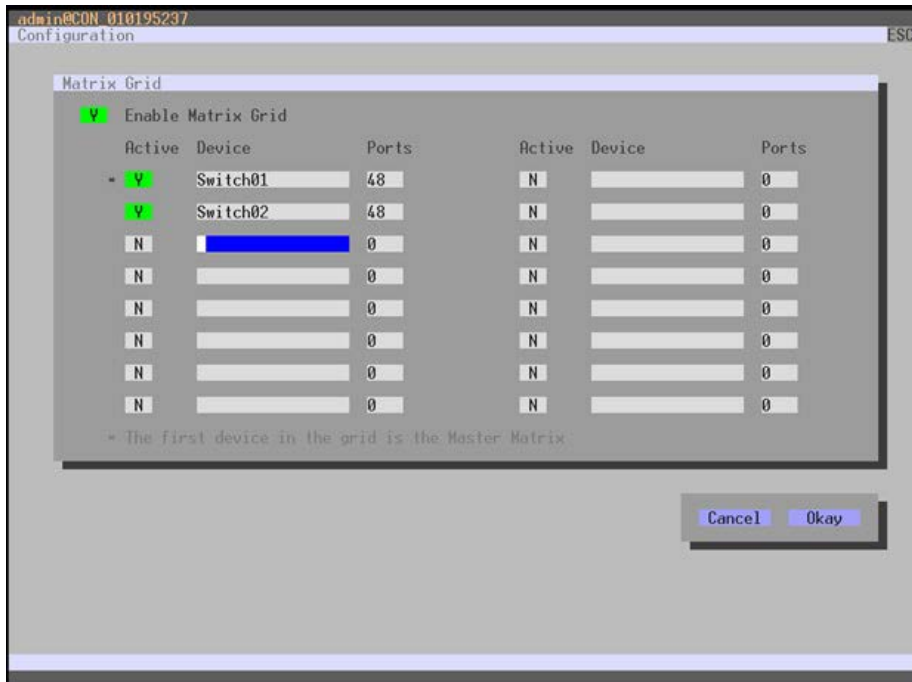 admin@CON_010195237
Configuration ESC
Matrix Grid
Y Enable Matrix Grid
Active Device Ports Active Device Ports
* Y Switch01 48 N 0
Y Switch02 48 N 0
N 0 N 0
N 0 N 0
N 0 N 0
N 0 N 0
N 0 N 0
N 0 N 0
* The first device in the grid is the Master Matrix
Cancel Okay